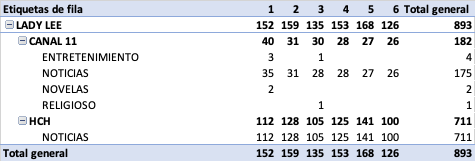 Etiquetas de fila 1 2 3 4 5 6 Total general
LADY LEE 152 159 135 153 168 126 893
CANAL 11 40 31 30 28 27 26 182
ENTRETENIMIENTO 3 1 4
NOTICIAS 35 31 28 28 27 26 175
NOVELAS 2 2
RELIGIOSO 1 1
HCH 112 128 105 125 141 100 711
NOTICIAS 112 128 105 125 141 100 711
Total general 152 159 135 153 168 126 893